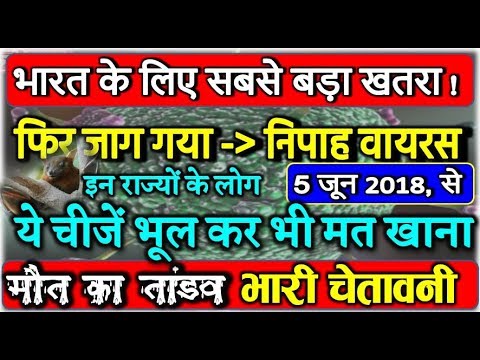 भारत के लिए सबसे बड़ा खतरा !
फिर जाग गया -> निपाह वायरस
इन राज्यों के लोग 5 जून 2018, से
ये चीजें भूल कर भी मत खाना
मौत का तांडव भारी चेतावनी